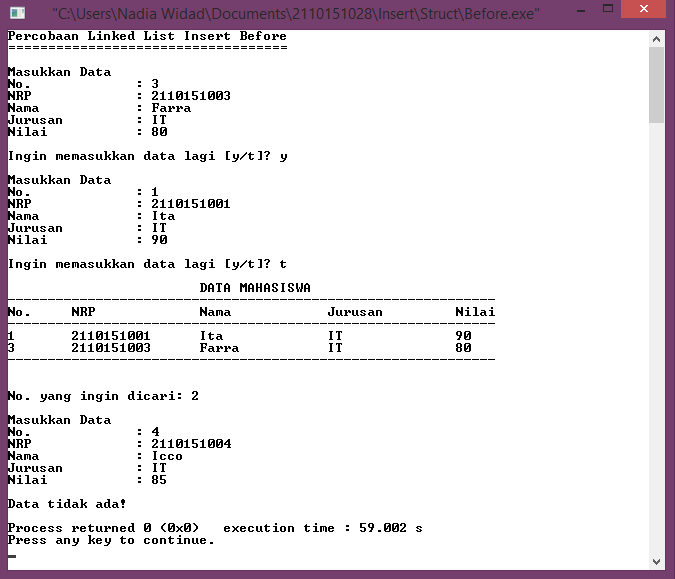 "C:\Users\Nadia Widad\Documents\2110151028\Insert\Struct\Before.exe"
Percobaan Linked List Insert Before
===================================
Masukkan Data
No. : 3
NRP : 2110151003
Nama : Farra
Jurusan : IT
Nilai : 80
Ingin memasukkan data lagi [y/t]? y
Masukkan Data
No. : 1
NRP : 2110151001
Nama : Ita
Jurusan : IT
Nilai : 90
Ingin memasukkan data lagi [y/t]? t
DATA MAHASISWA
-------------------------------------------------------------
No. NRP Nama Jurusan Nilai
-------------------------------------------------------------
1 2110151001 Ita IT 90
3 2110151003 Farra IT 80
-------------------------------------------------------------
No. yang ingin dicari: 2
Masukkan Data
No. : 4
NRP : 2110151004
Nama : Icco
Jurusan : IT
Nilai : 85
Data tidak ada!
Process returned 0 (0x0) execution time : 59.002 s
Press any key to continue.